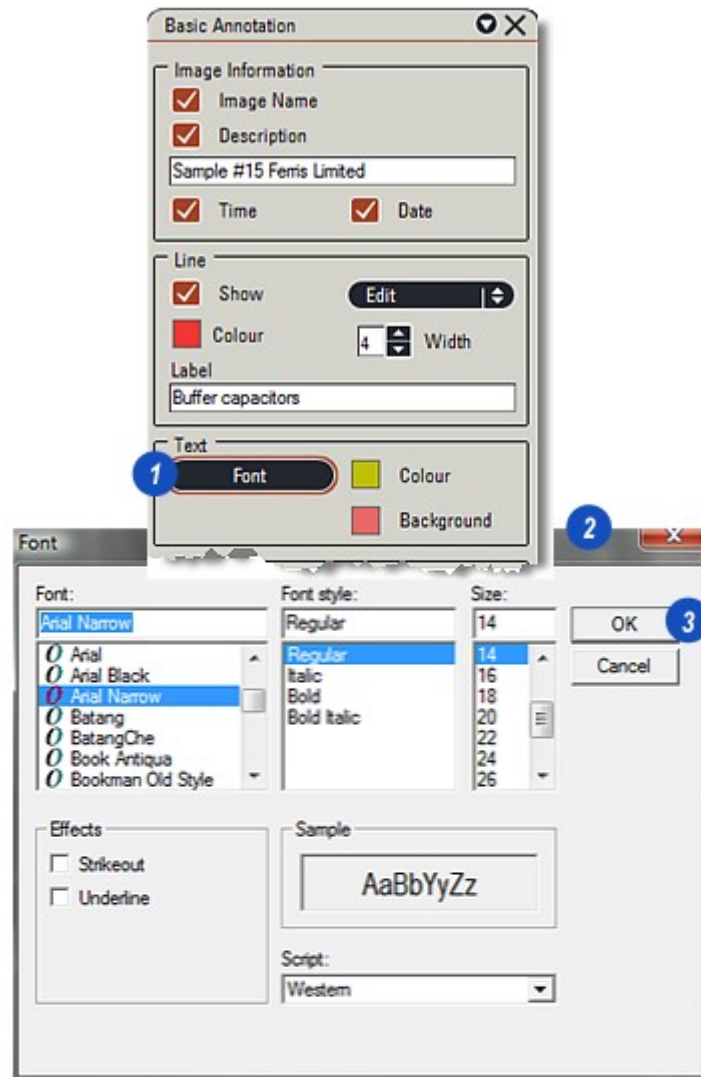 Basic Annotation
Image Information
Image Name
Description
Sample #15 Ferris Limited
Time Date
Line
Show Edit
Colour 4 Width
Label
Buffer capacitors
Text
1 Font Colour
Background
2
Font
Font: Font style: Size:
Arial Narrow Regular 14 OK 3
Arial Regular 14 Cancel
Arial Black Italic 16
Arial Narrow Bold 18
Batang Bold Italic 20
BatangChe 22
Book Antiqua 24
Bookman Old Style 26
Effects Sample
Strikeout
Underline AaBbYyZz
Script:
Western